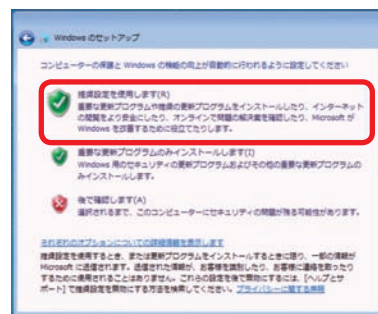 Windows のセットアップ
コンピューターの保護と Windows の機能の向上が自動的に行われるように設定してください
推奨設定を使用します(R)
重要な更新プログラムや推奨の更新プログラムをインストールしたり、インターネット
の閲覧をより安全にしたり、オンラインで問題の解決策を確認したり、Microsoft が
Windows を改善するために役立てたりします。
重要な更新プログラムのみインストールします(I)
Windows 用のセキュリティの更新プログラムおよびその他の重要な更新プログラムの
みインストールします。
後で確認します(A)
選択されるまで、このコンピューターにはセキュリティの問題が残る可能性があります。
それぞれのオプションについての詳細情報を表示します
推奨設定を使用するとき、または更新プログラムをインストールするときに限り、一部の情報が
Microsoft に送信されます。送信された情報が、お客様を識別したり、お客様に連絡を取ったり
するために使用されることはありません。これらの設定を後で無効にするには、[ヘルプとサ
ポート] で推奨設定を無効にする方法を検索してください。プライバシーに関する声明